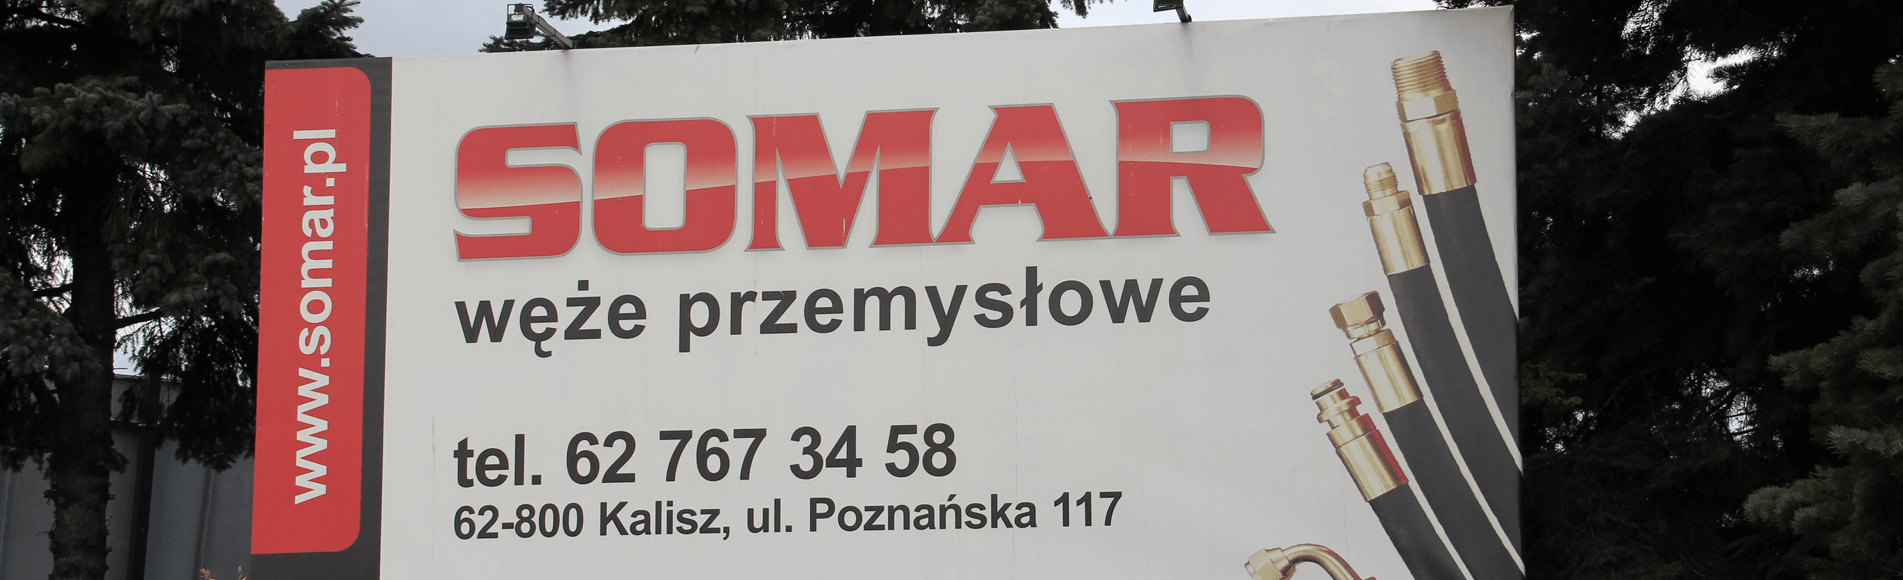 www.somar.pl
SOMAR
węże przemysłowe
tel. 62 767 34 58
62-800 Kalisz, ul. Poznańska 117